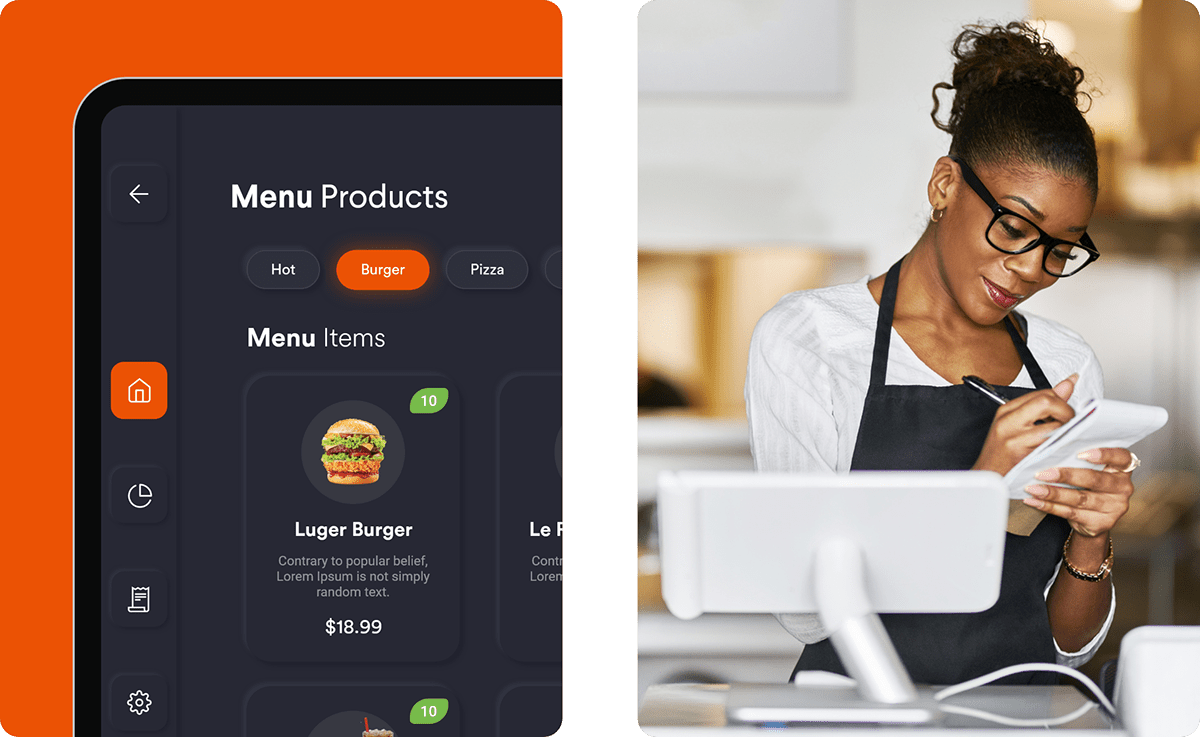 Menu Products
Hot
Burger
Pizza
Menu Items
10
Luger Burger
Contrary to popular belief,
Lorem Ipsum is not simply
random text.
$18.99
Le
10